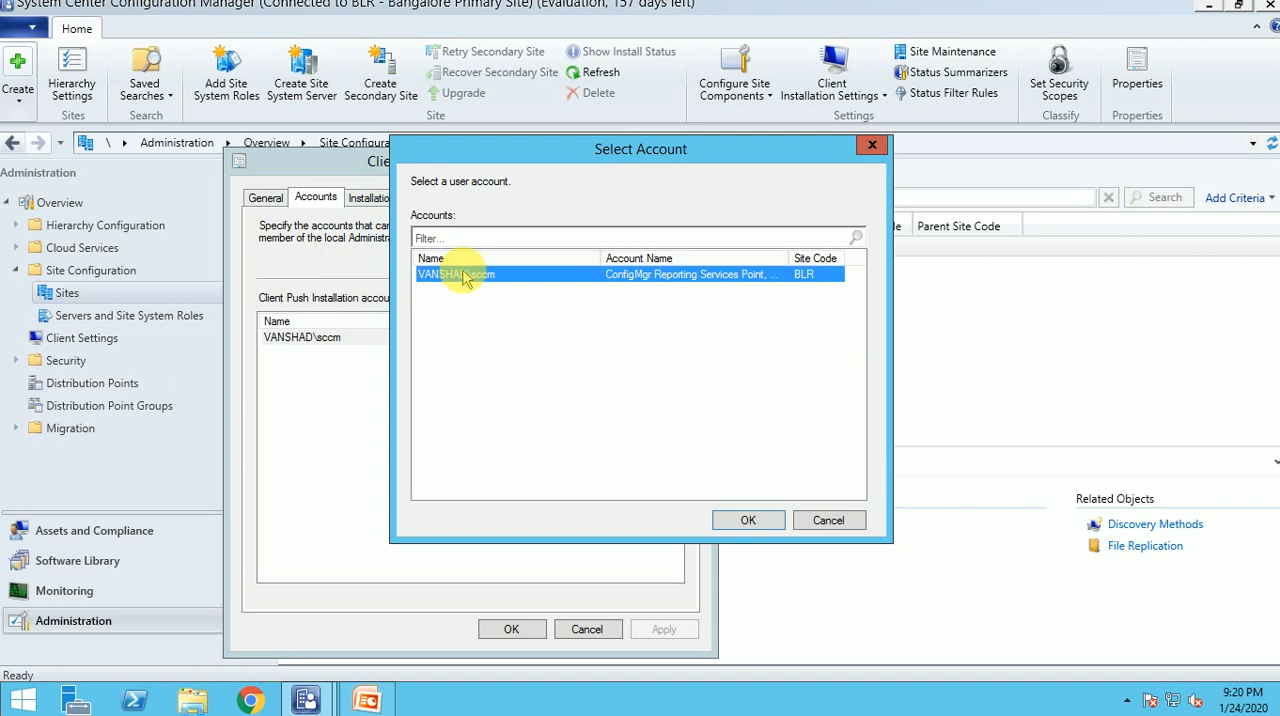 System Center Configuration Manager (Connected to BLR - Bangalore Primary Site) (Evaluation, 157 days left)
Home
Create
Hierarchy Settings
Sites
Saved Searches
Search
Add Site System Roles
Create Site System Server
Create Secondary Site
Retry Secondary Site
Recover Secondary Site
Upgrade
Show Install Status
Refresh
Delete
Site
Configure Site Components
Client Installation Settings
Site Maintenance
Status Summarizers
Status Filter Rules
Settings
Set Security Scopes
Classify
Properties
Properties
\ Administration Overview Site Configura
Administration
Overview
Hierarchy Configuration
Cloud Services
Site Configuration
Sites
Servers and Site System Roles
Client Settings
Security
Distribution Points
Distribution Point Groups
Migration
Assets and Compliance
Software Library
Monitoring
Administration
Clie
General Accounts Installatio
Specify the accounts that can
member of the local Administra
Client Push Installation accou
Name
VANSHAD\sccm
OK Cancel Apply
Select Account
Select a user account.
Accounts:
Filter...
Name Account Name Site Code
VANSHAD\sccm ConfigMgr Reporting Services Point, ... BLR
OK Cancel
Search Add Criteria
de Parent Site Code
Related Objects
Discovery Methods
File Replication
Ready
9:20 PM
1/24/2020